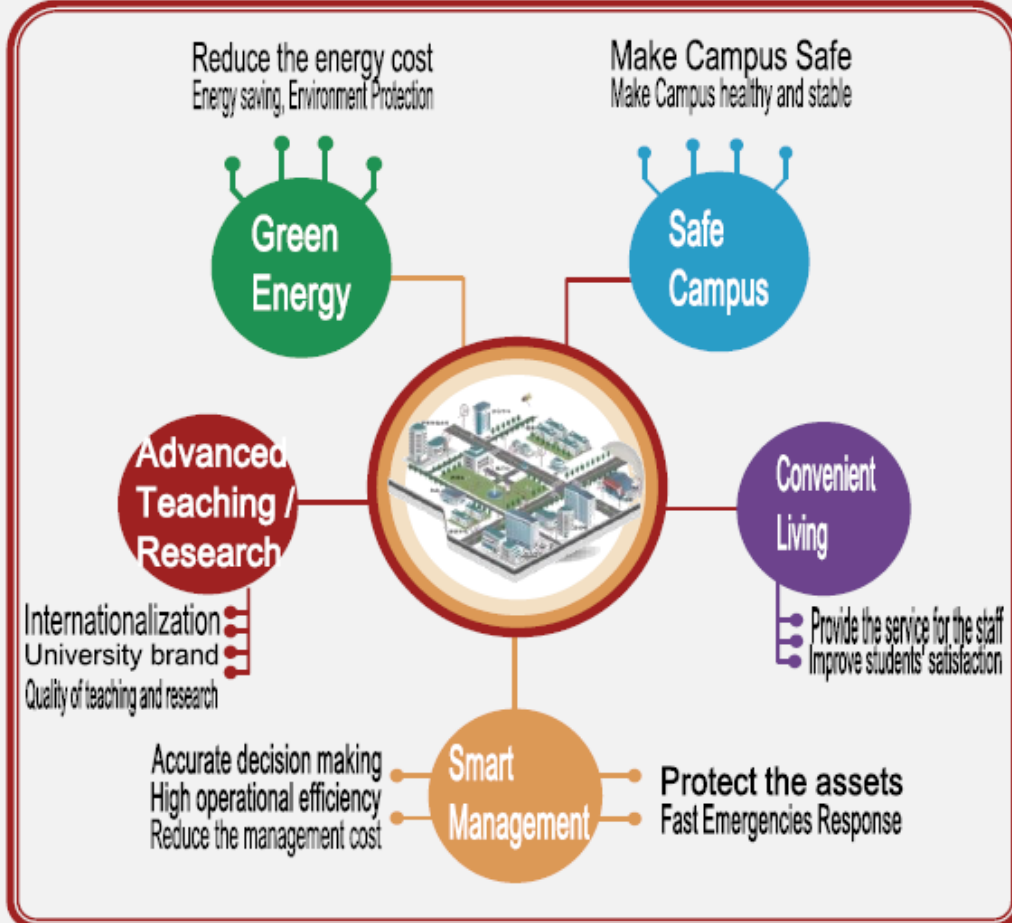 Reduce the energy cost
Energy saving, Environment Protection
Make Campus Safe
Make Campus healthy and stable
Green
Energy
Safe
Campus
Advanced
Teaching /
Research
Convenient
Living
Internationalization
University brand
Quality of teaching and research
Provide the service for the staff
Improve students' satisfaction
Accurate decision making
High operational efficiency
Reduce the management cost
Smart
Management
Protect the assets
Fast Emergencies Response